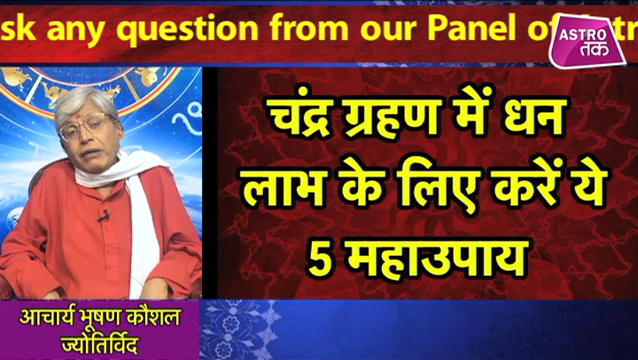 sk any question from our Panel of
ASTRO
तक
चंद्र ग्रहण में धन
लाभ के लिए करें ये
5 महाउपाय
आचार्य भूषण कौशल
ज्योतिर्विद